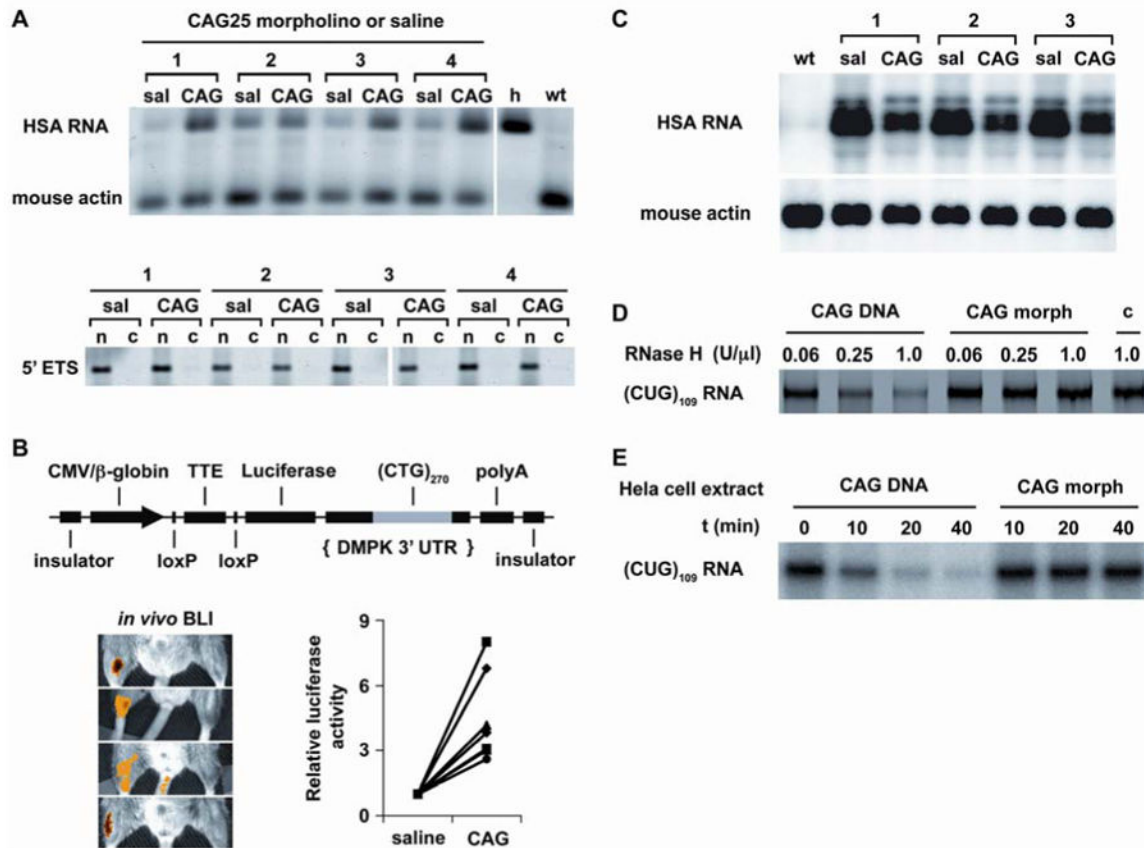 A
CAG25 morpholino or saline
1 2 3 4
sal CAG sal CAG sal CAG sal CAG h wt
HSA RNA
mouse actin
1 2 3 4
sal CAG sal CAG sal CAG sal CAG
n c n c n c n c n c n c n c n c
5' ETS
B
CMV/β-globin TTE Luciferase (CTG)270 polyA
insulator loxP loxP { DMPK 3' UTR } insulator
in vivo BLI
Relative luciferase
activity
9
6
3
0
saline CAG
C
1 2 3
wt sal CAG sal CAG sal CAG
HSA RNA
mouse actin
D
CAG DNA CAG morph c
RNase H (U/μl) 0.06 0.25 1.0 0.06 0.25 1.0 1.0
(CUG)109 RNA
E
Hela cell extract CAG DNA CAG morph
t (min) 0 10 20 40 10 20 40
(CUG)109 RNA